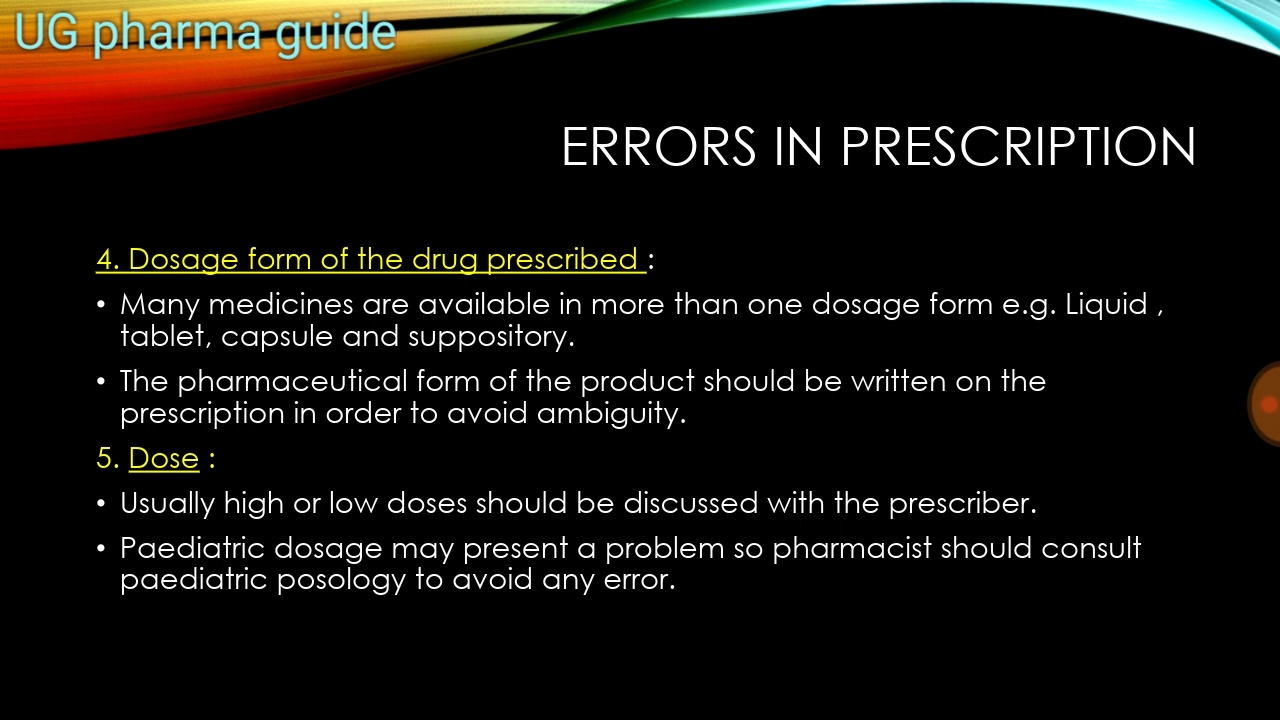 UG pharma guide
ERRORS IN PRESCRIPTION
4. Dosage form of the drug prescribed :
• Many medicines are available in more than one dosage form e.g. Liquid ,
tablet, capsule and suppository.
• The pharmaceutical form of the product should be written on the
prescription in order to avoid ambiguity.
5. Dose :
• Usually high or low doses should be discussed with the prescriber.
• Paediatric dosage may present a problem so pharmacist should consult
paediatric posology to avoid any error.